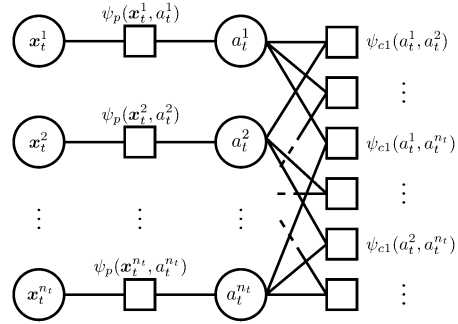 ψ_p(𝒙_t^1, a_t^1)
𝒙_t^1 a_t^1 ψ_{c1}(a_t^1, a_t^2)
⋮
ψ_p(𝒙_t^2, a_t^2)
𝒙_t^2 a_t^2 ψ_{c1}(a_t^1, a_t^{n_t})
⋮ ⋮ ⋮ ⋮
ψ_{c1}(a_t^2, a_t^{n_t})
ψ_p(𝒙_t^{n_t}, a_t^{n_t})
𝒙_t^{n_t} a_t^{n_t} ⋮